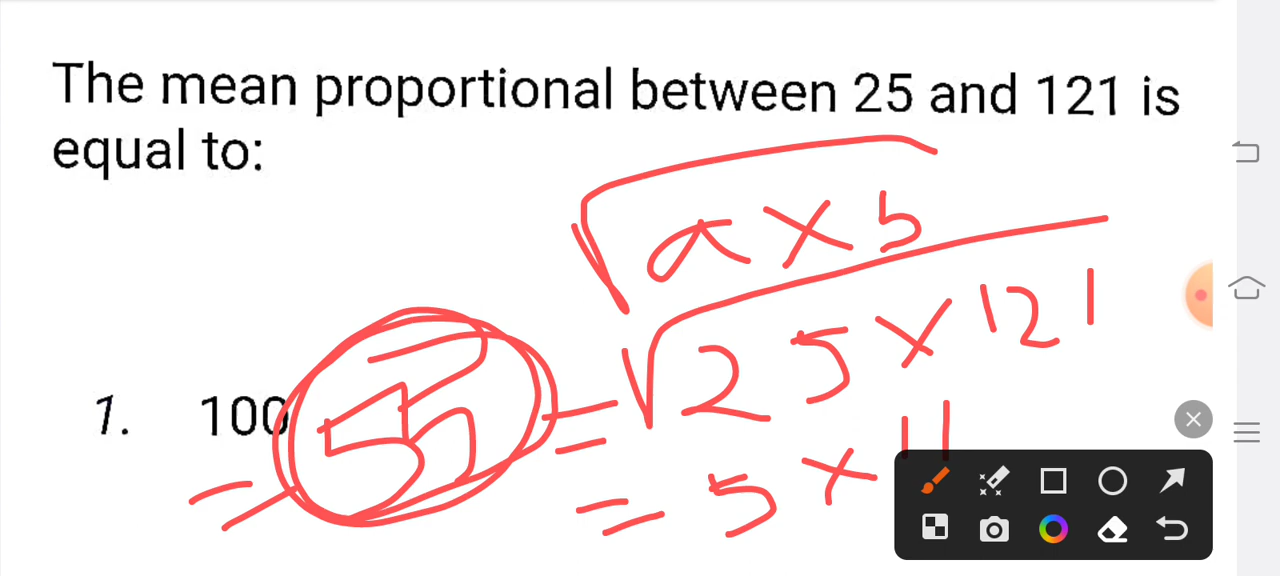 The mean proportional between 25 and 121 is
equal to:
√a×b
= √25×121
1. 100
= 5×11
= 55